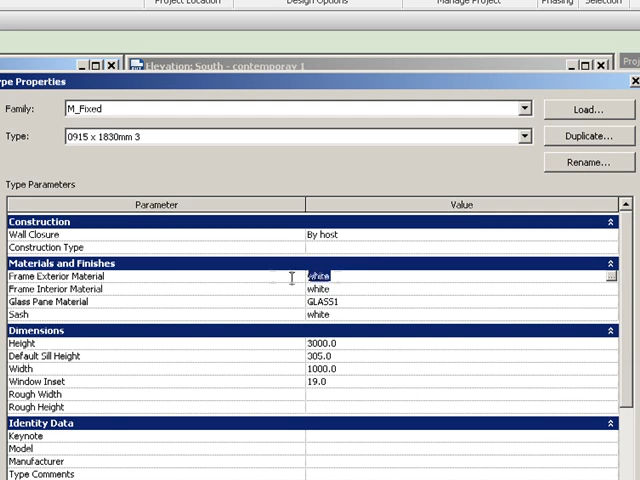 Project Location
Design Options
Manage Project
Phasing
Selection
Elevation: South - contemporay 1
Proj
ype Properties
Family:
M_Fixed
Load...
Type:
0915 x 1830mm 3
Duplicate...
Rename...
Type Parameters
Parameter Value
Construction
Wall Closure By host
Construction Type
Materials and Finishes
Frame Exterior Material white
Frame Interior Material white
Glass Pane Material GLASS1
Sash white
Dimensions
Height 3000.0
Default Sill Height 305.0
Width 1000.0
Window Inset 19.0
Rough Width
Rough Height
Identity Data
Keynote
Model
Manufacturer
Type Comments